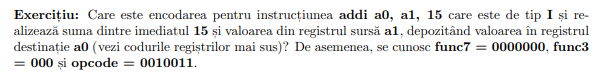 Exercițiu: Care este encodarea pentru instrucțiunea addi a0, a1, 15 care este de tip I și re-
alizează suma dintre imediatul 15 și valoarea din registrul sursă a1, depozitând valoarea în registrul
destinație a0 (vezi codurile regiștrilor mai sus)? De asemenea, se cunosc func7 = 0000000, func3
= 000 și opcode = 0010011.